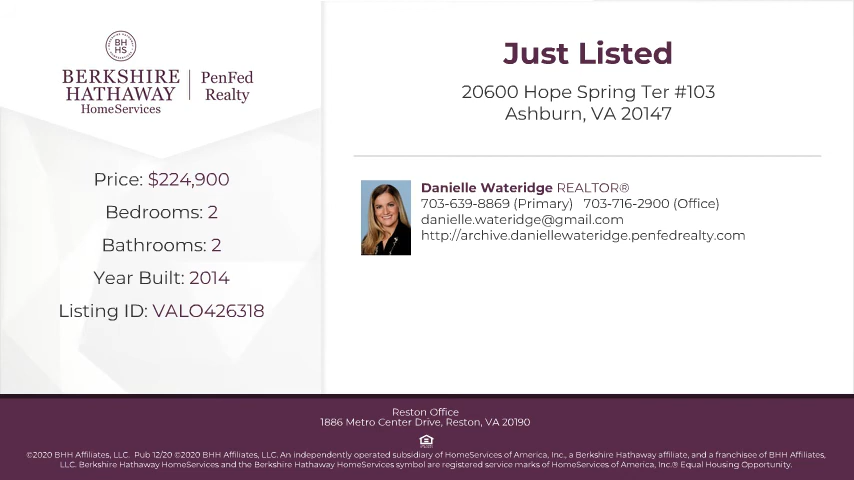 BH
HS
BERKSHIRE
HATHAWAY
HomeServices
PenFed
Realty
Price: $224,900
Bedrooms: 2
Bathrooms: 2
Year Built: 2014
Listing ID: VALO426318
Just Listed
20600 Hope Spring Ter #103
Ashburn, VA 20147
Danielle Wateridge REALTOR®
703-639-8869 (Primary) 703-716-2900 (Office)
danielle.wateridge@gmail.com
http://archive.daniellewateridge.penfedrealty.com
Reston Office
1886 Metro Center Drive, Reston, VA 20190
©2020 BHH Affiliates, LLC. Pub 12/20 ©2020 BHH Affiliates, LLC. An independently operated subsidiary of HomeServices of America, Inc., a Berkshire Hathaway affiliate, and a franchisee of BHH Affiliates,
LLC. Berkshire Hathaway HomeServices and the Berkshire Hathaway HomeServices symbol are registered service marks of HomeServices of America, Inc.® Equal Housing Opportunity.